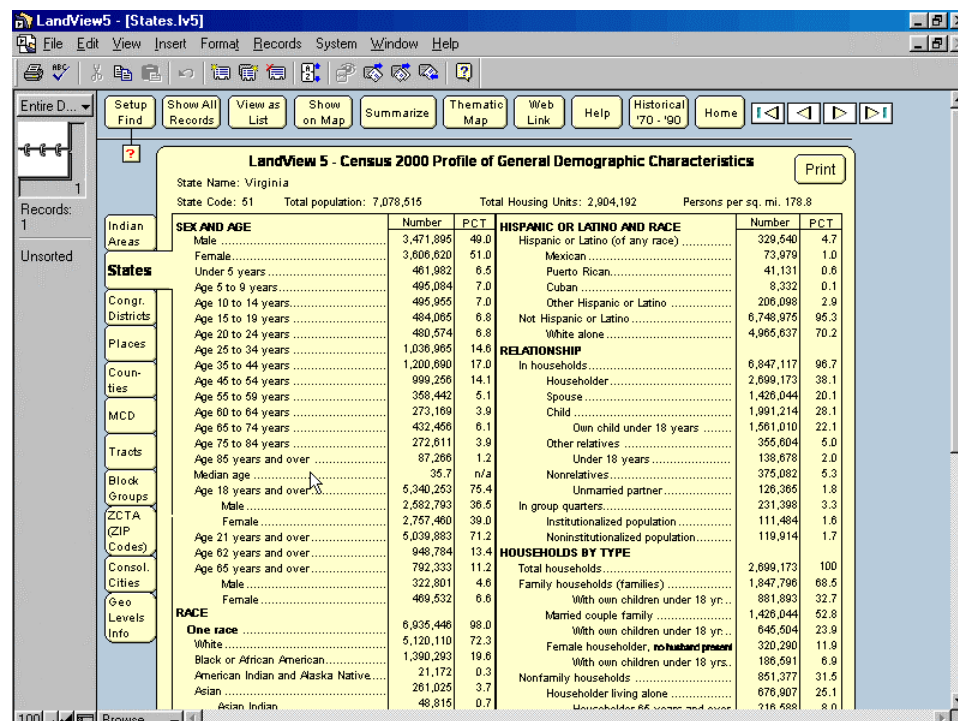 LandView5 - [States.lv5]
File Edit View Insert Format Records System Window Help
Entire D...
Setup Find
Show All Records
View as List
Show on Map
Summarize
Thematic Map
Web Link
Help
Historical '70 - '90
Home
1
Records:
1
Unsorted
?
LandView 5 - Census 2000 Profile of General Demographic Characteristics
Print
State Name: Virginia
State Code: 51 Total population: 7,078,515 Total Housing Units: 2,904,192 Persons per sq. mi. 178.8
Indian Areas
States
Congr. Districts
Places
Coun-ties
MCD
Tracts
Block Groups
ZCTA (ZIP Codes)
Consol. Cities
Geo Levels Info
SEX AND AGE Number PCT
Male 3,471,895 49.0
Female 3,606,620 51.0
Under 5 years 461,982 6.5
Age 5 to 9 years 495,084 7.0
Age 10 to 14 years 495,955 7.0
Age 15 to 19 years 484,065 6.8
Age 20 to 24 years 480,574 6.8
Age 25 to 34 years 1,036,965 14.6
Age 35 to 44 years 1,200,690 17.0
Age 45 to 54 years 999,256 14.1
Age 55 to 59 years 358,442 5.1
Age 60 to 64 years 273,169 3.9
Age 65 to 74 years 432,456 6.1
Age 75 to 84 years 272,611 3.9
Age 85 years and over 87,266 1.2
Median age 35.7 n/a
Age 18 years and over 5,340,253 75.4
Male 2,582,793 36.5
Female 2,757,460 39.0
Age 21 years and over 5,039,883 71.2
Age 62 years and over 948,784 13.4
Age 65 years and over 792,333 11.2
Male 322,801 4.6
Female 469,532 6.6
RACE
One race 6,935,446 98.0
White 5,120,110 72.3
Black or African American 1,390,293 19.6
American Indian and Alaska Native 21,172 0.3
Asian 261,025 3.7
Asian Indian 48,815 0.7
HISPANIC OR LATINO AND RACE Number PCT
Hispanic or Latino (of any race) 329,540 4.7
Mexican 73,979 1.0
Puerto Rican 41,131 0.6
Cuban 8,332 0.1
Other Hispanic or Latino 206,098 2.9
Not Hispanic or Latino 6,748,975 95.3
White alone 4,965,637 70.2
RELATIONSHIP
In households 6,847,117 96.7
Householder 2,699,173 38.1
Spouse 1,426,044 20.1
Child 1,991,214 28.1
Own child under 18 years 1,561,010 22.1
Other relatives 355,604 5.0
Under 18 years 138,678 2.0
Nonrelatives 375,082 5.3
Unmarried partner 126,365 1.8
In group quarters 231,398 3.3
Institutionalized population 111,484 1.6
Noninstitutionalized population 119,914 1.7
HOUSEHOLDS BY TYPE
Total households 2,699,173 100
Family households (families) 1,847,796 68.5
With own children under 18 yr... 881,893 32.7
Married couple family 1,426,044 52.8
With own children under 18 yr... 645,504 23.9
Female householder, no husband present 320,290 11.9
With own children under 18 yrs.. 186,591 6.9
Nonfamily households 851,377 31.5
Householder living alone 676,907 25.1
Householder 65 years and over 216,588 8.0
100 Browse